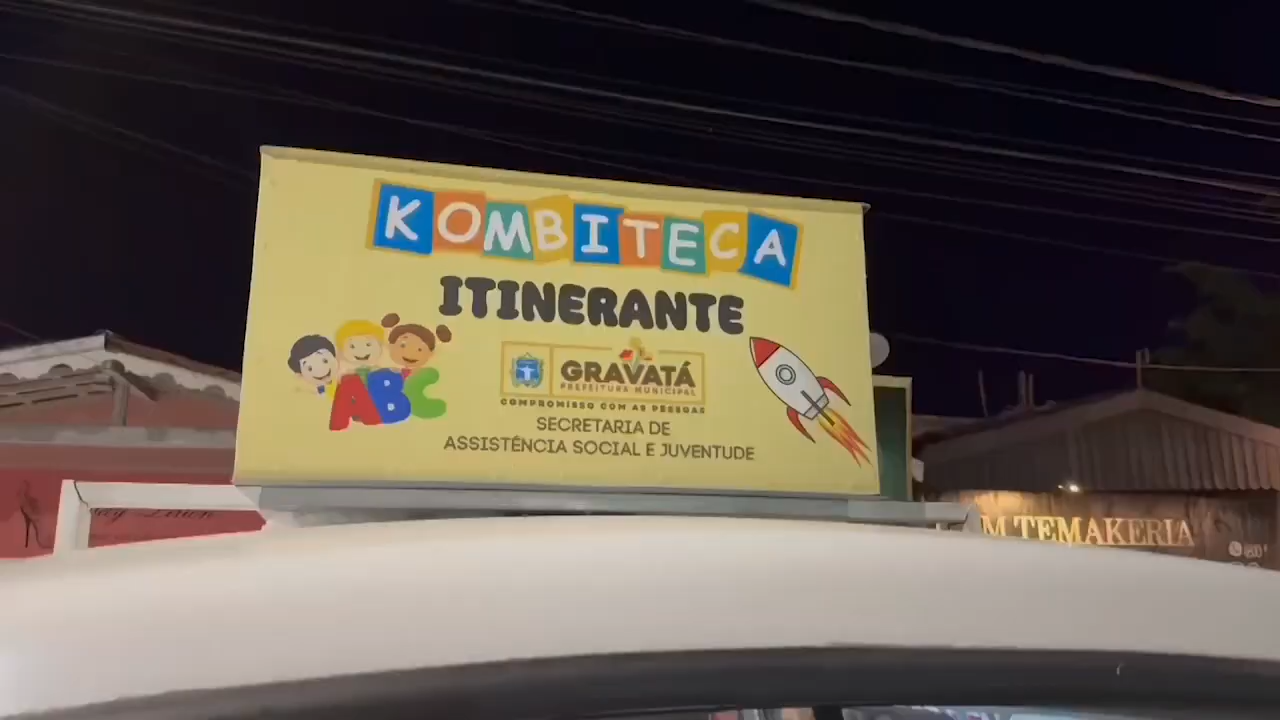 KOMBITECA
ITINERANTE
ABC
GRAVATÁ
PREFEITURA MUNICIPAL
COMPROMISSO COM AS PESSOAS
SECRETARIA DE
ASSISTÊNCIA SOCIAL E JUVENTUDE
M TEMAKERIA